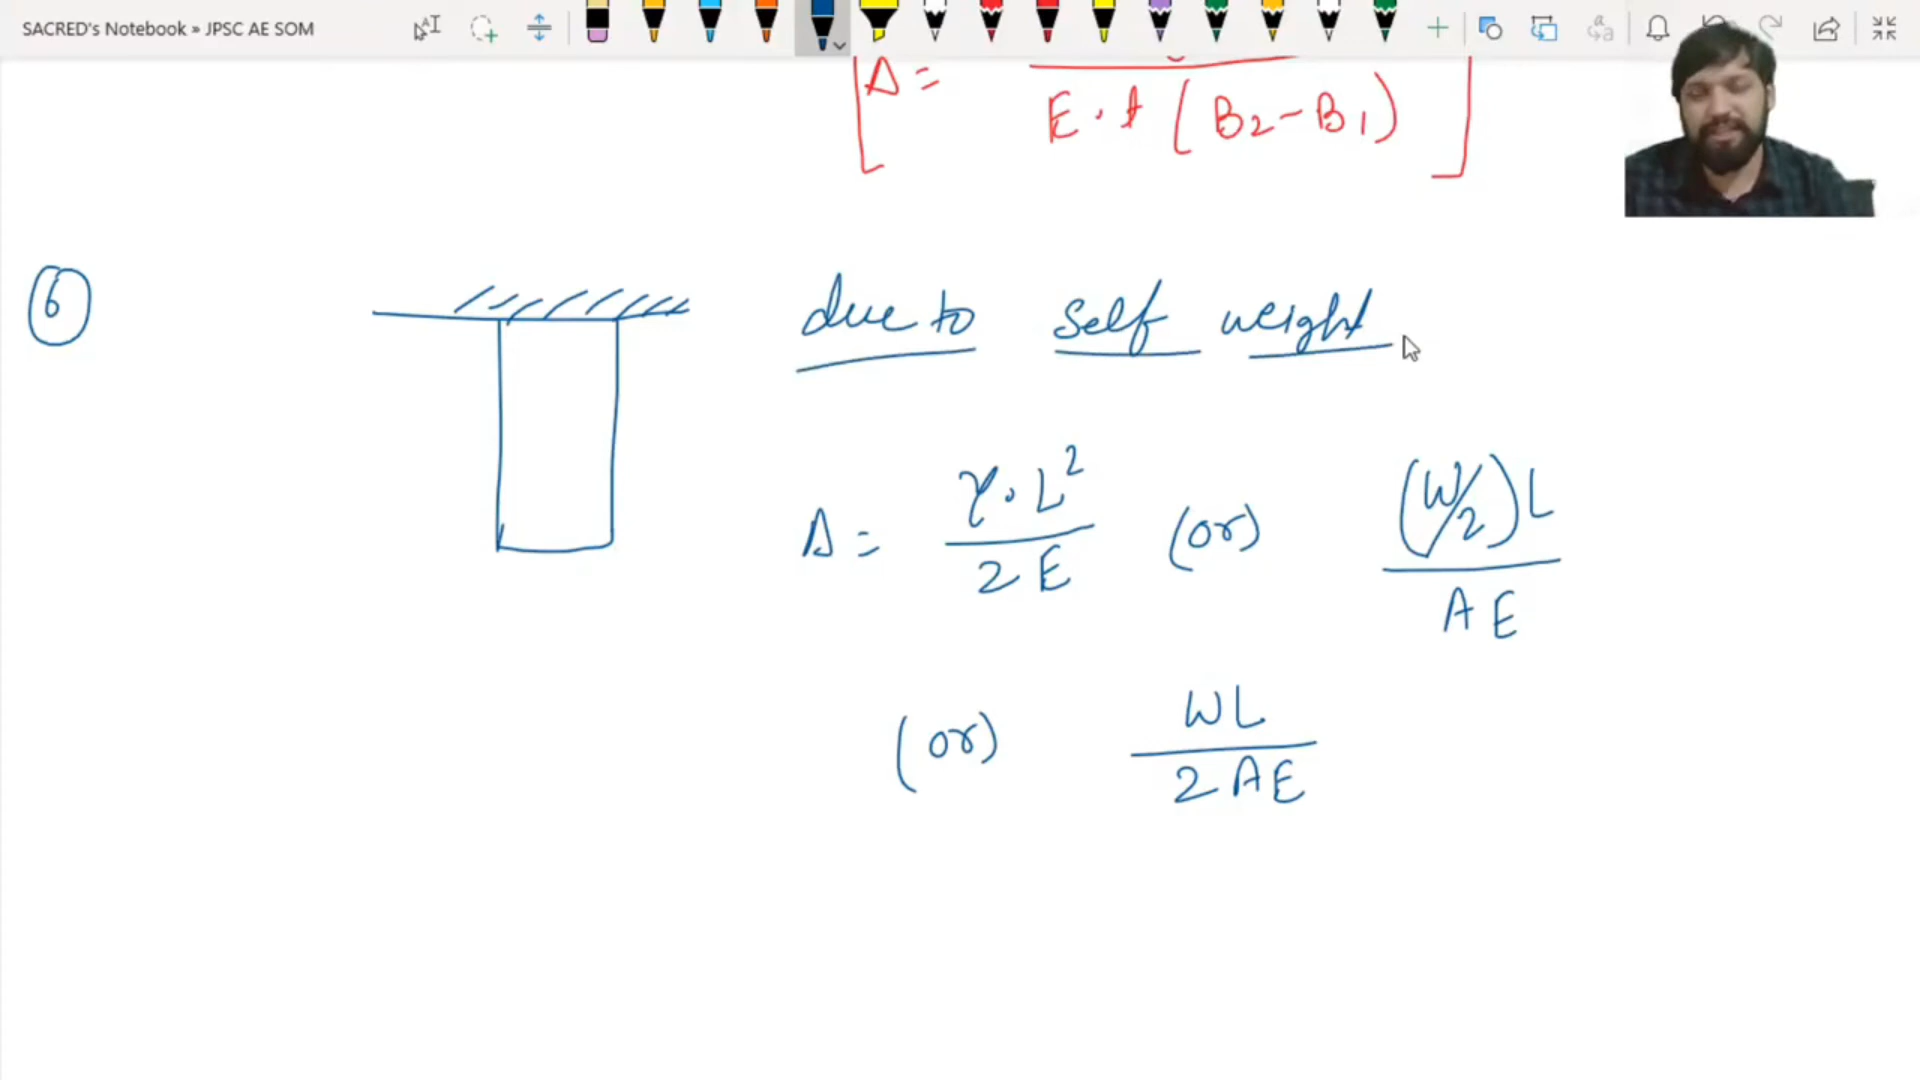 SACRED's Notebook » JPSC AE SOM
Δ =
E · t (B₂ - B₁)
6
due to self weight
Δ = γ · L² / 2E (or) (W/2) L / AE
(or) WL / 2AE